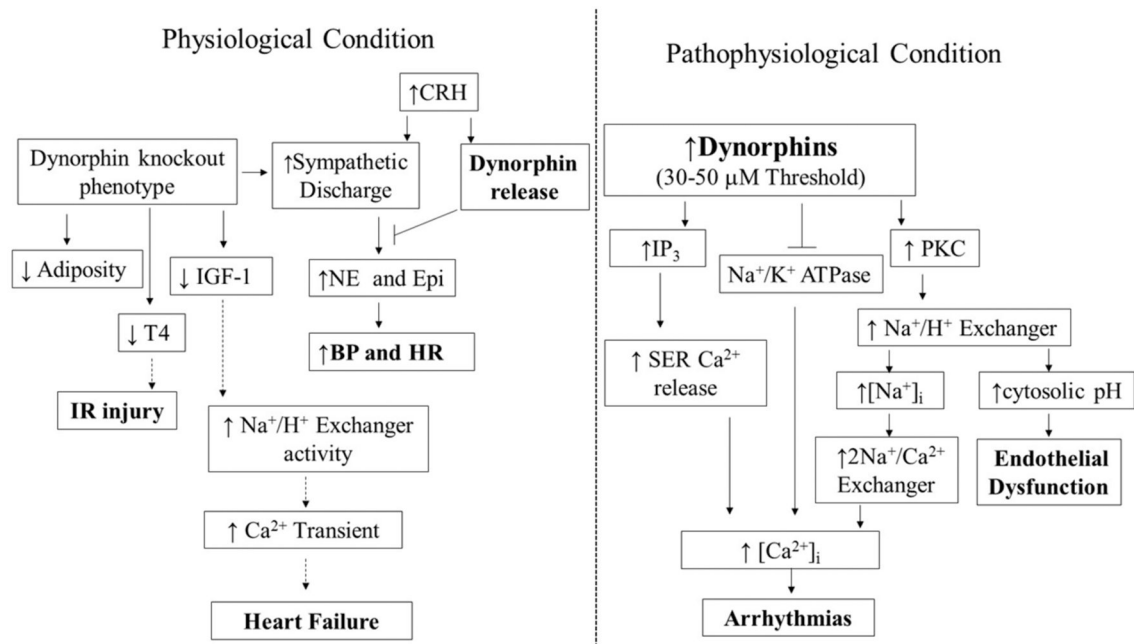 Physiological Condition
↑CRH
Dynorphin knockout
phenotype
↑Sympathetic
Discharge
Dynorphin
release
↓ Adiposity
↓ IGF-1
↑NE and Epi
↓ T4
↑BP and HR
IR injury
↑ Na⁺/H⁺ Exchanger
activity
↑ Ca²⁺ Transient
Heart Failure
Pathophysiological Condition
↑Dynorphins
(30-50 μM Threshold)
↑IP₃
Na⁺/K⁺ ATPase
↑ PKC
↑ Na⁺/H⁺ Exchanger
↑ SER Ca²⁺
release
↑[Na⁺]ᵢ
↑cytosolic pH
↑2Na⁺/Ca²⁺
Exchanger
Endothelial
Dysfunction
↑ [Ca²⁺]ᵢ
Arrhythmias